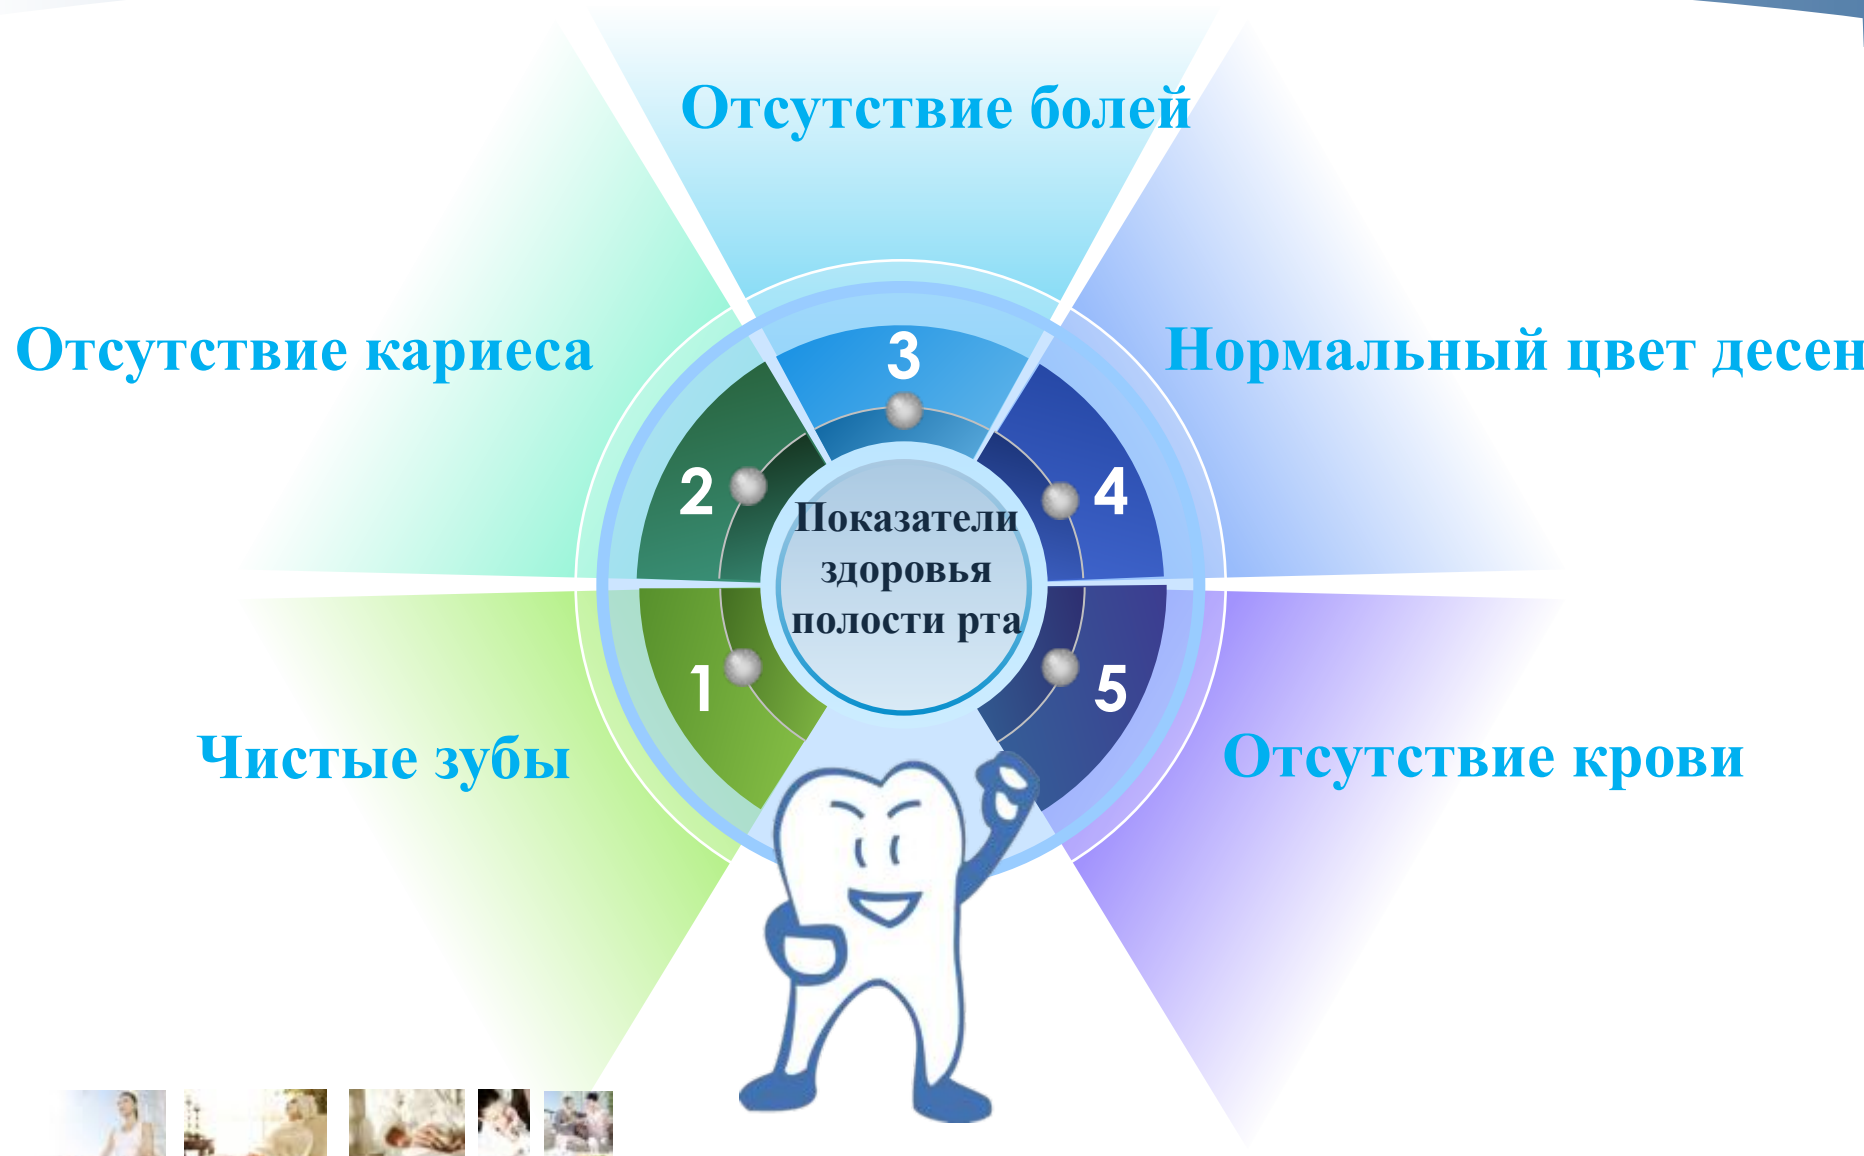 Отсутствие болей
Отсутствие кариеса
Нормальный цвет десен
Чистые зубы
Отсутствие крови
1
2
3
4
5
Показатели
здоровья
полости рта